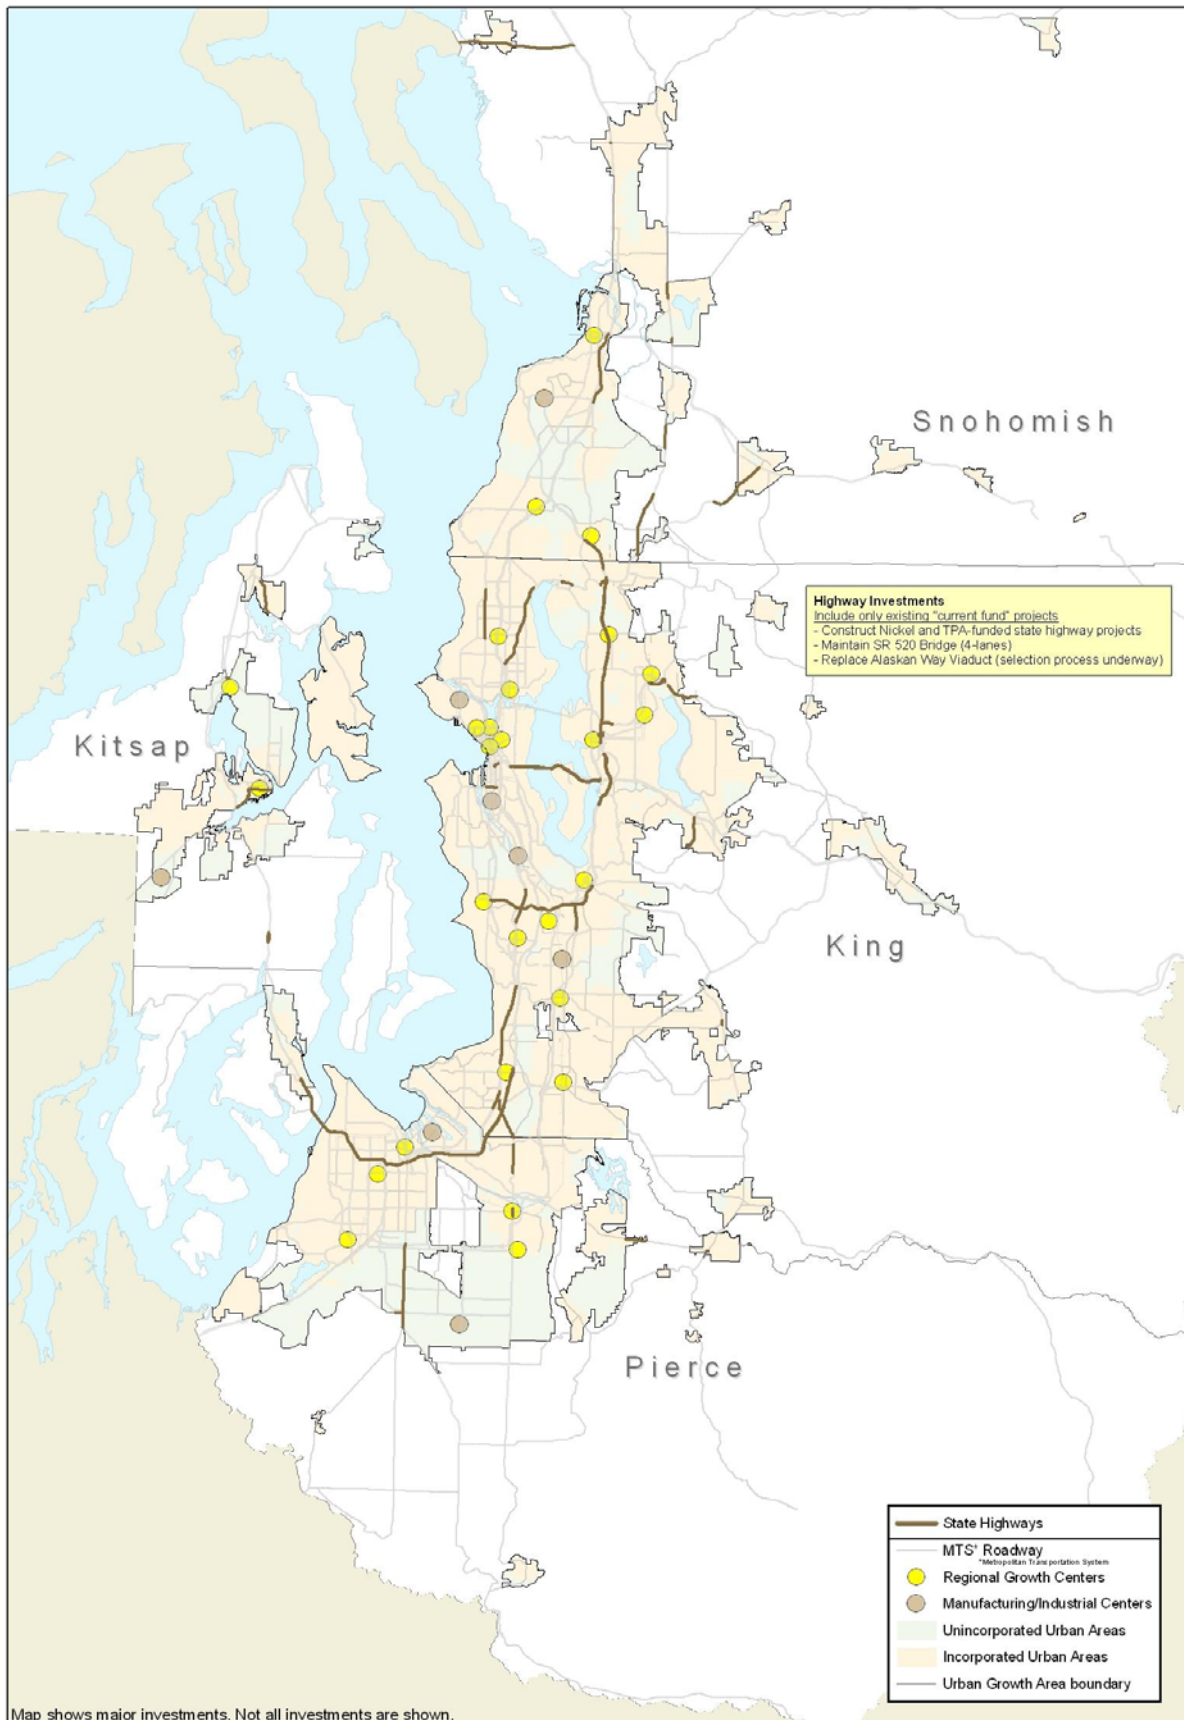 Snohomish
Highway Investments
Include only existing "current fund" projects
- Construct Nickel and TPA-funded state highway projects
- Maintain SR 520 Bridge (4-lanes)
- Replace Alaskan Way Viaduct (selection process underway)
Kitsap
King
Pierce
State Highways
MTS* Roadway
*Metropolitan Transportation System
Regional Growth Centers
Manufacturing/Industrial Centers
Unincorporated Urban Areas
Incorporated Urban Areas
Urban Growth Area boundary
Map shows major investments. Not all investments are shown.